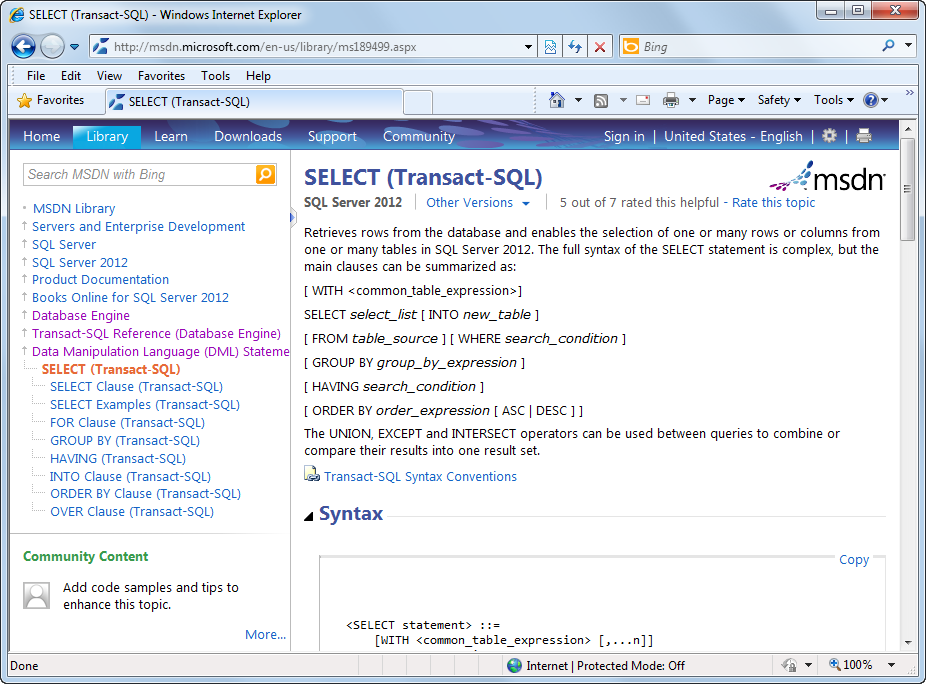 SELECT (Transact-SQL) - Windows Internet Explorer
http://msdn.microsoft.com/en-us/library/ms189499.aspx
Bing
File Edit View Favorites Tools Help
Favorites
SELECT (Transact-SQL)
Page Safety Tools
Home Library Learn Downloads Support Community Sign in | United States - English | |
Search MSDN with Bing
MSDN Library
Servers and Enterprise Development
SQL Server
SQL Server 2012
Product Documentation
Books Online for SQL Server 2012
Database Engine
Transact-SQL Reference (Database Engine)
Data Manipulation Language (DML) Stateme
SELECT (Transact-SQL)
SELECT Clause (Transact-SQL)
SELECT Examples (Transact-SQL)
FOR Clause (Transact-SQL)
GROUP BY (Transact-SQL)
HAVING (Transact-SQL)
INTO Clause (Transact-SQL)
ORDER BY Clause (Transact-SQL)
OVER Clause (Transact-SQL)
Community Content
Add code samples and tips to
enhance this topic.
More...
SELECT (Transact-SQL)
msdn
SQL Server 2012 | Other Versions | 5 out of 7 rated this helpful - Rate this topic
Retrieves rows from the database and enables the selection of one or many rows or columns from
one or many tables in SQL Server 2012. The full syntax of the SELECT statement is complex, but the
main clauses can be summarized as:
[ WITH <common_table_expression>]
SELECT select_list [ INTO new_table ]
[ FROM table_source ] [ WHERE search_condition ]
[ GROUP BY group_by_expression ]
[ HAVING search_condition ]
[ ORDER BY order_expression [ ASC | DESC ] ]
The UNION, EXCEPT and INTERSECT operators can be used between queries to combine or
compare their results into one result set.
Transact-SQL Syntax Conventions
Syntax
Copy
<SELECT statement> ::=
[WITH <common_table_expression> [,...n]]
Done
Internet | Protected Mode: Off
100%